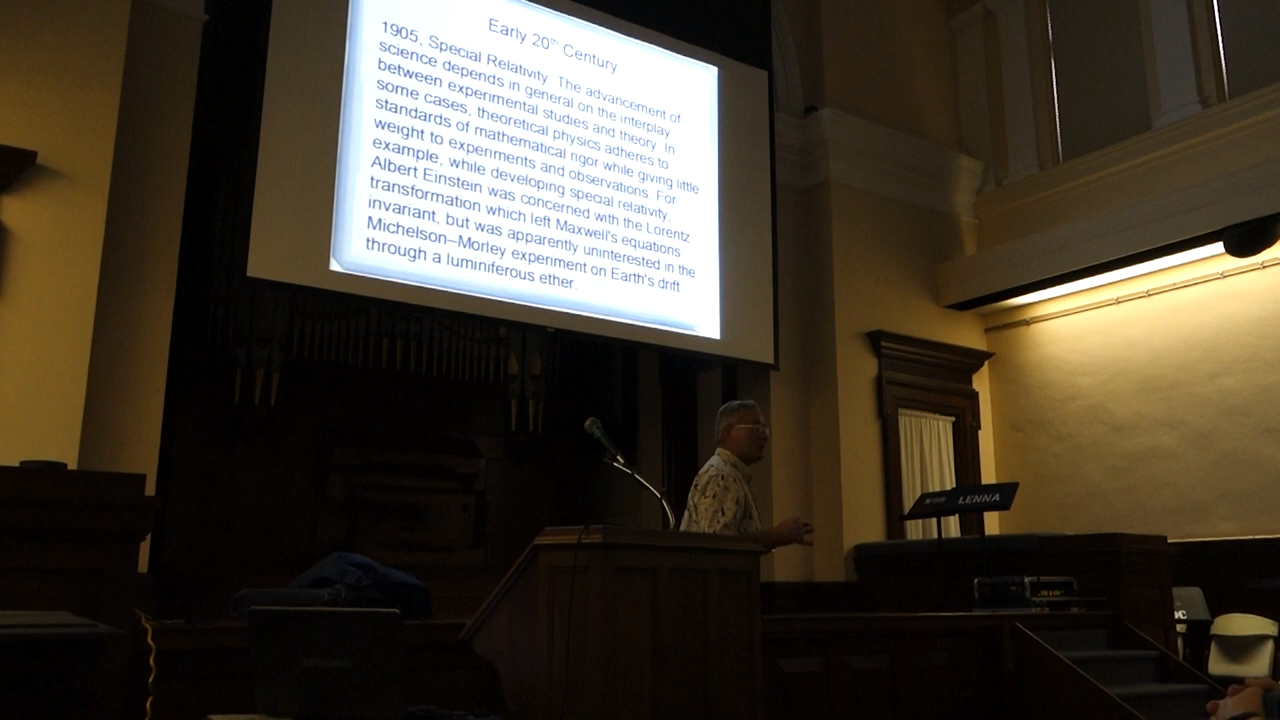 Early 20th Century
1905, Special Relativity. The advancement of
science depends in general on the interplay
between experimental studies and theory. In
some cases, theoretical physics adheres to
standards of mathematical rigor while giving little
weight to experiments and observations. For
example, while developing special relativity,
Albert Einstein was concerned with the Lorentz
transformation which left Maxwell's equations
invariant, but was apparently uninterested in the
Michelson–Morley experiment on Earth's drift
through a luminiferous ether.
LENNA